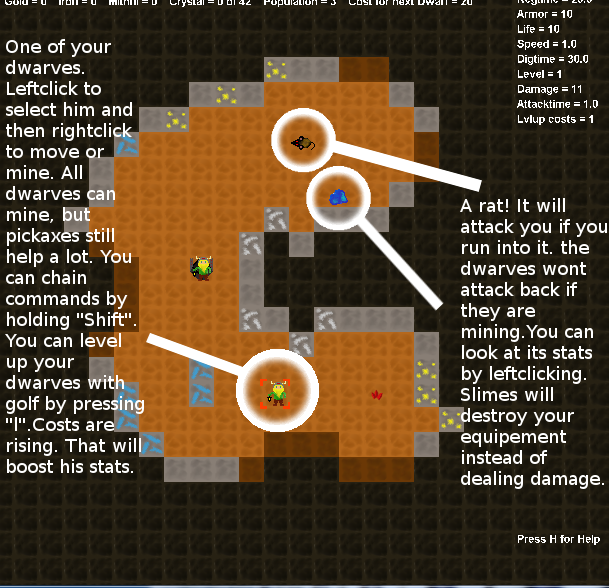 Gold = 0 Iron = 0 Mithril = 0 Crystal = 0 of 42 Population = 3 Cost for next Dwarf = 20
Regtime = 20.0
Armor = 10
Life = 10
Speed = 1.0
Digtime = 30.0
Level = 1
Damage = 11
Attacktime = 1.0
Lvlup costs = 1
One of your
dwarves.
Leftclick to
select him and
then rightclick
to move or
mine. All
dwarves can
mine, but
pickaxes still
help a lot. You
can chain
commands by
holding "Shift".
You can level
up your
dwarves with
golf by pressing
"l".Costs are
rising. That will
boost his stats.
A rat! It will
attack you if you
run into it. the
dwarves wont
attack back if
they are
mining.You can
look at its stats
by leftclicking.
Slimes will
destroy your
equipement
instead of
dealing damage.
Press H for Help